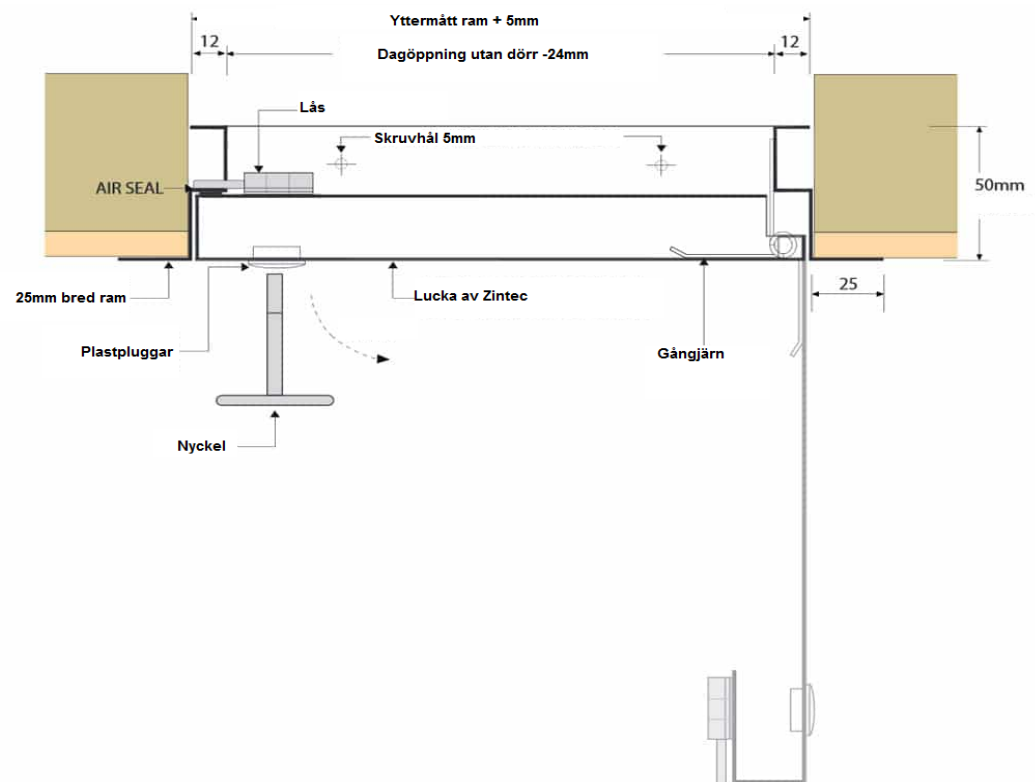 Yttermått ram + 5mm
12
Dagöppning utan dörr -24mm
12
Lås
Skruvhål 5mm
AIR SEAL
50mm
25mm bred ram
Lucka av Zintec
25
Plastpluggar
Gångjärn
Nyckel